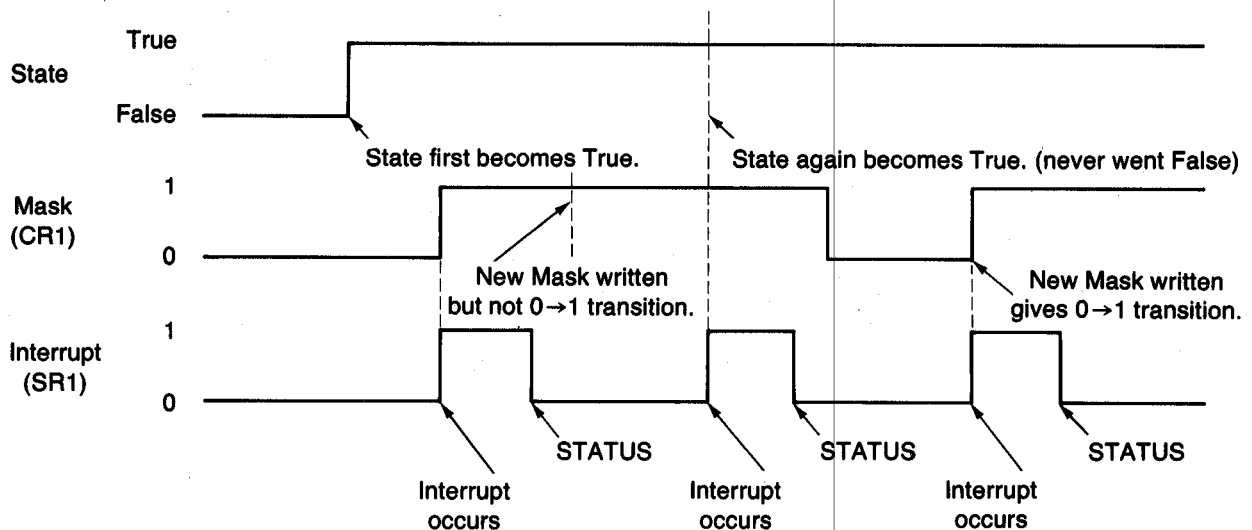 True
State
False
State first becomes True.
State again becomes True. (never went False)
1
Mask
(CR1)
0
New Mask written
but not 0→1 transition.
New Mask written
gives 0→1 transition.
1
Interrupt
(SR1)
0
STATUS
STATUS
STATUS
Interrupt
occurs
Interrupt
occurs
Interrupt
occurs